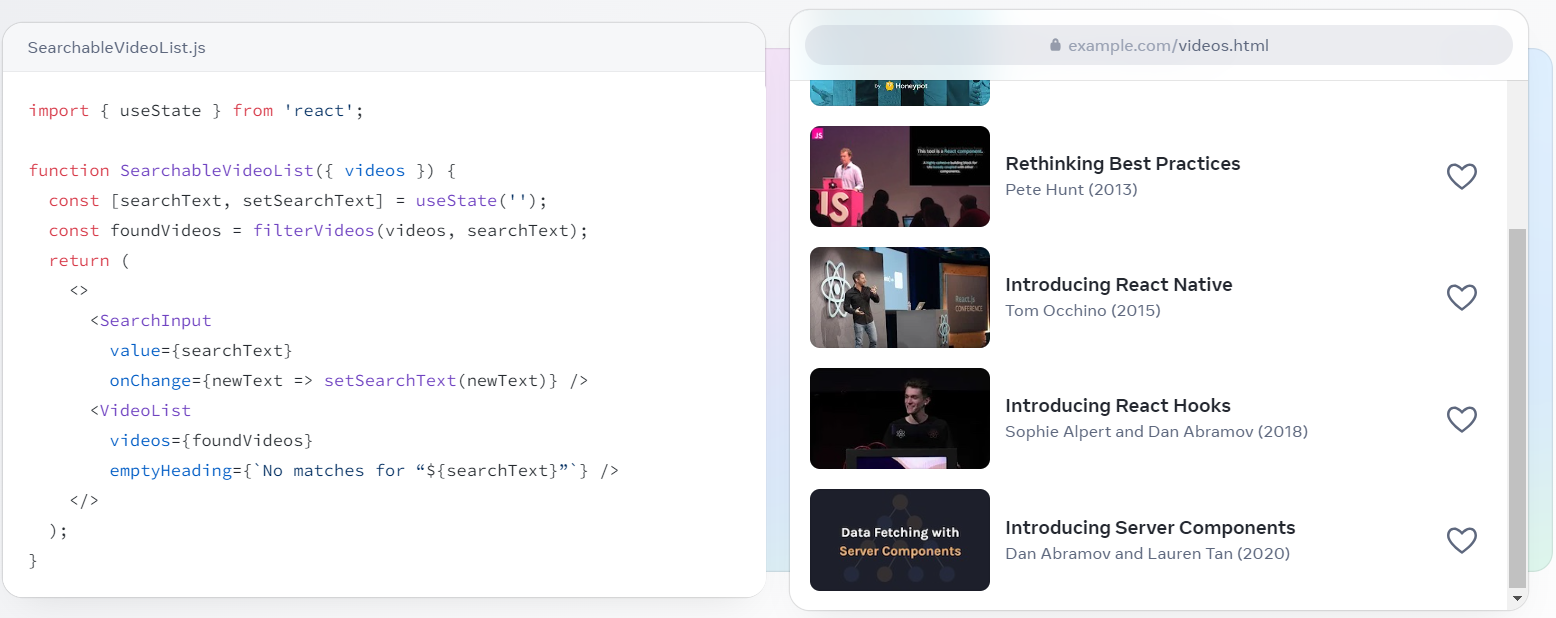 SearchableVideoList.js
import { useState } from 'react';
function SearchableVideoList({ videos }) {
const [searchText, setSearchText] = useState('');
const foundVideos = filterVideos(videos, searchText);
return (
<>
<SearchInput
value={searchText}
onChange={newText => setSearchText(newText)} />
<VideoList
videos={foundVideos}
emptyHeading={`No matches for “${searchText}”`} />
</>
);
}
example.com/videos.html
by Honeypot
JS
This tool is a React component.
JS
Rethinking Best Practices
Pete Hunt (2013)
React.js
CONFERENCE
Introducing React Native
Tom Occhino (2015)
Introducing React Hooks
Sophie Alpert and Dan Abramov (2018)
Data Fetching with
Server Components
Introducing Server Components
Dan Abramov and Lauren Tan (2020)